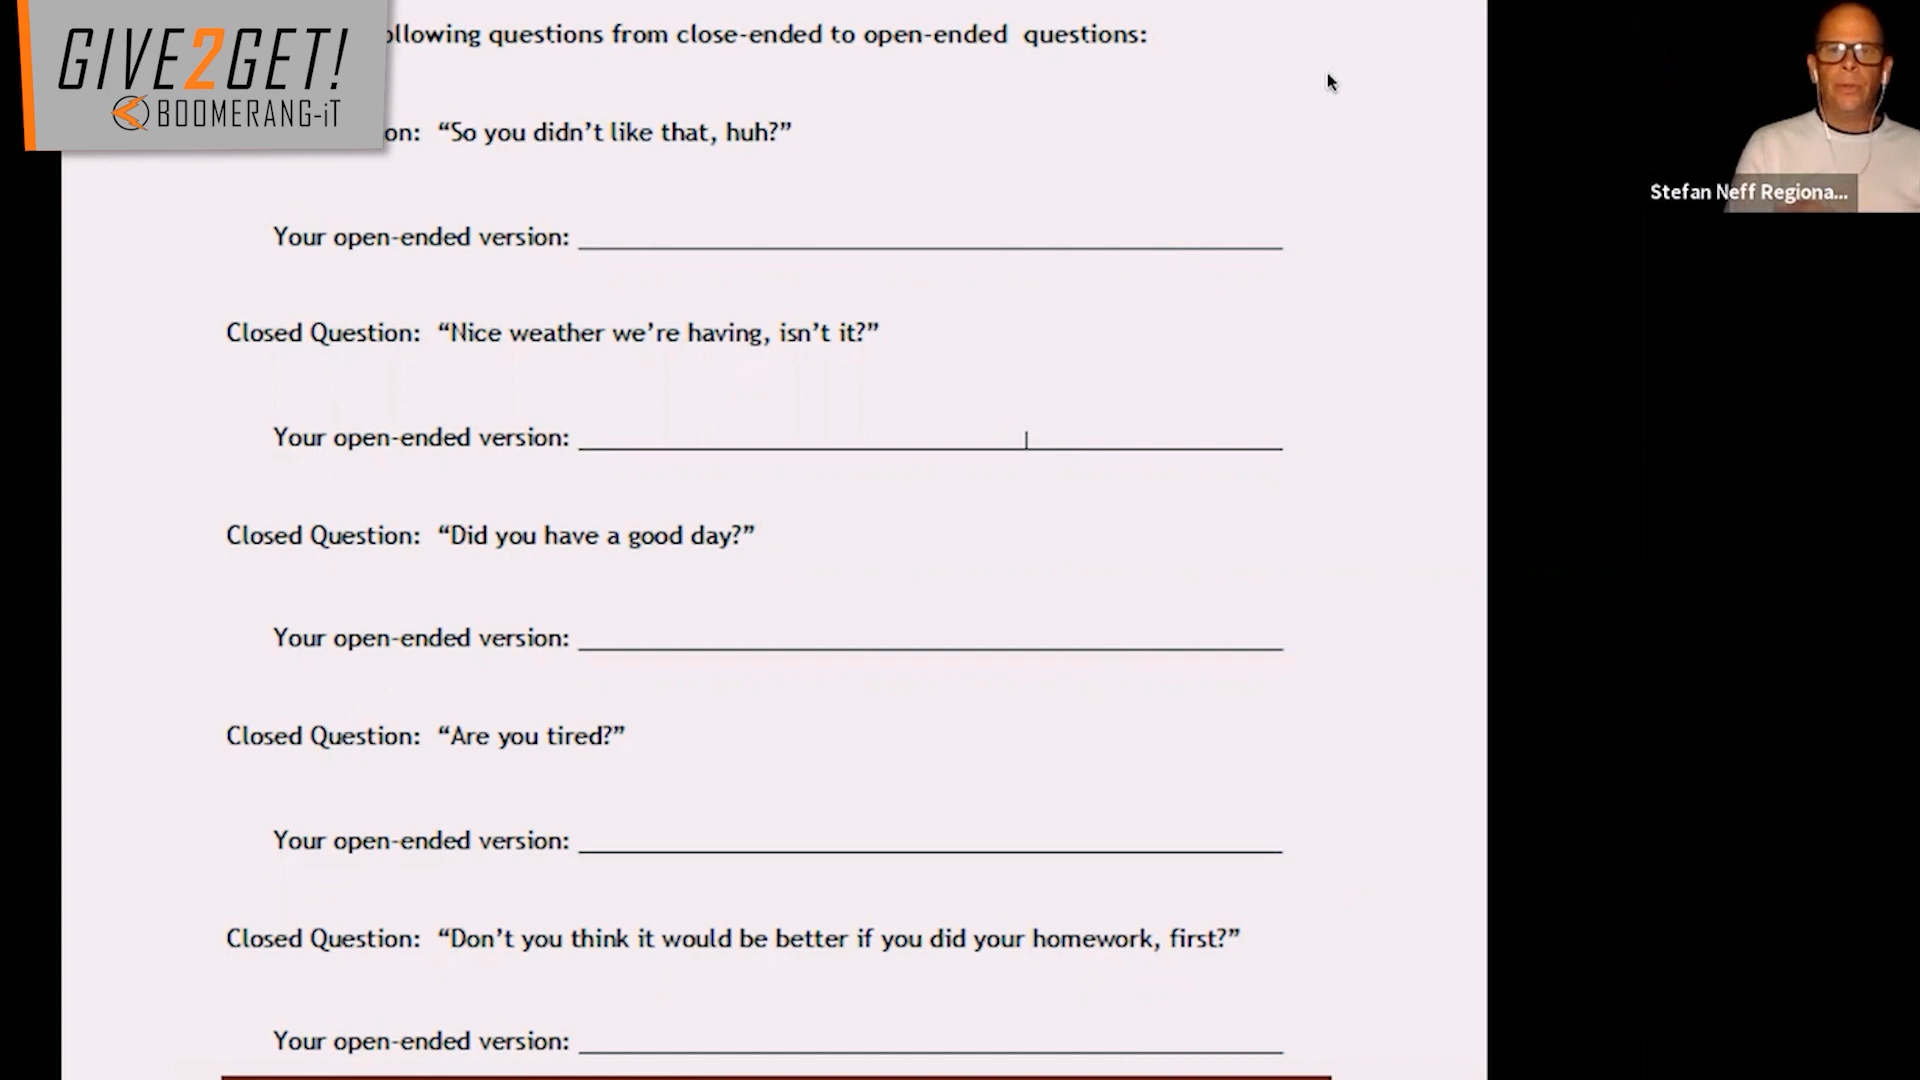 GIVE2GET!
BOOMERANG-iT
following questions from close-ended to open-ended questions:
on: “So you didn’t like that, huh?”
Your open-ended version:
Closed Question: “Nice weather we’re having, isn’t it?”
Your open-ended version:
Closed Question: “Did you have a good day?”
Your open-ended version:
Closed Question: “Are you tired?”
Your open-ended version:
Closed Question: “Don’t you think it would be better if you did your homework, first?”
Your open-ended version:
Stefan Neff Regiona...